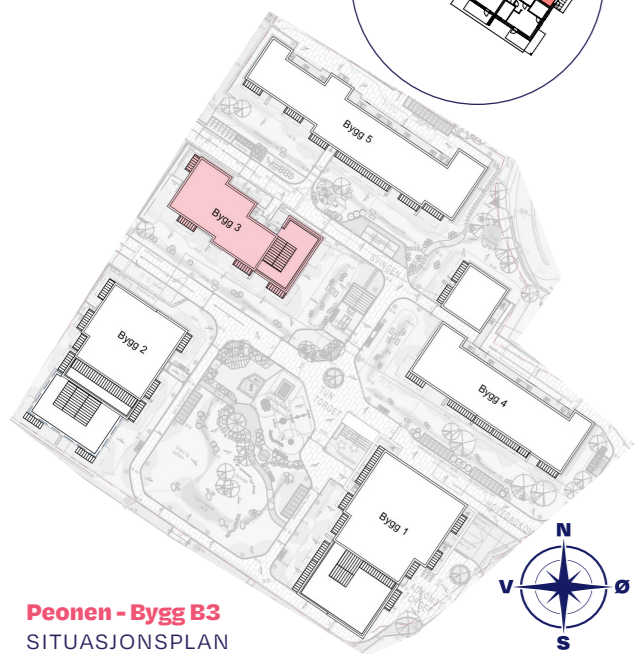 Bygg 5
Bygg 3
Bygg 2
Bygg 4
Bygg 1
N
V
Ø
S
Peonen - Bygg B3
SITUASJONSPLAN